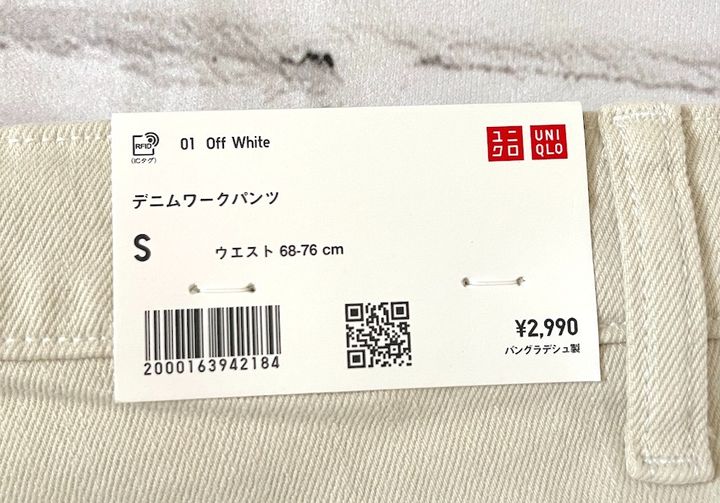 RFID
(ICタグ)
01 Off White
ユニ
クロ
UNI
QLO
デニムワークパンツ
S
ウエスト 68-76 cm
2000163942184
¥2,990
バングラデシュ製